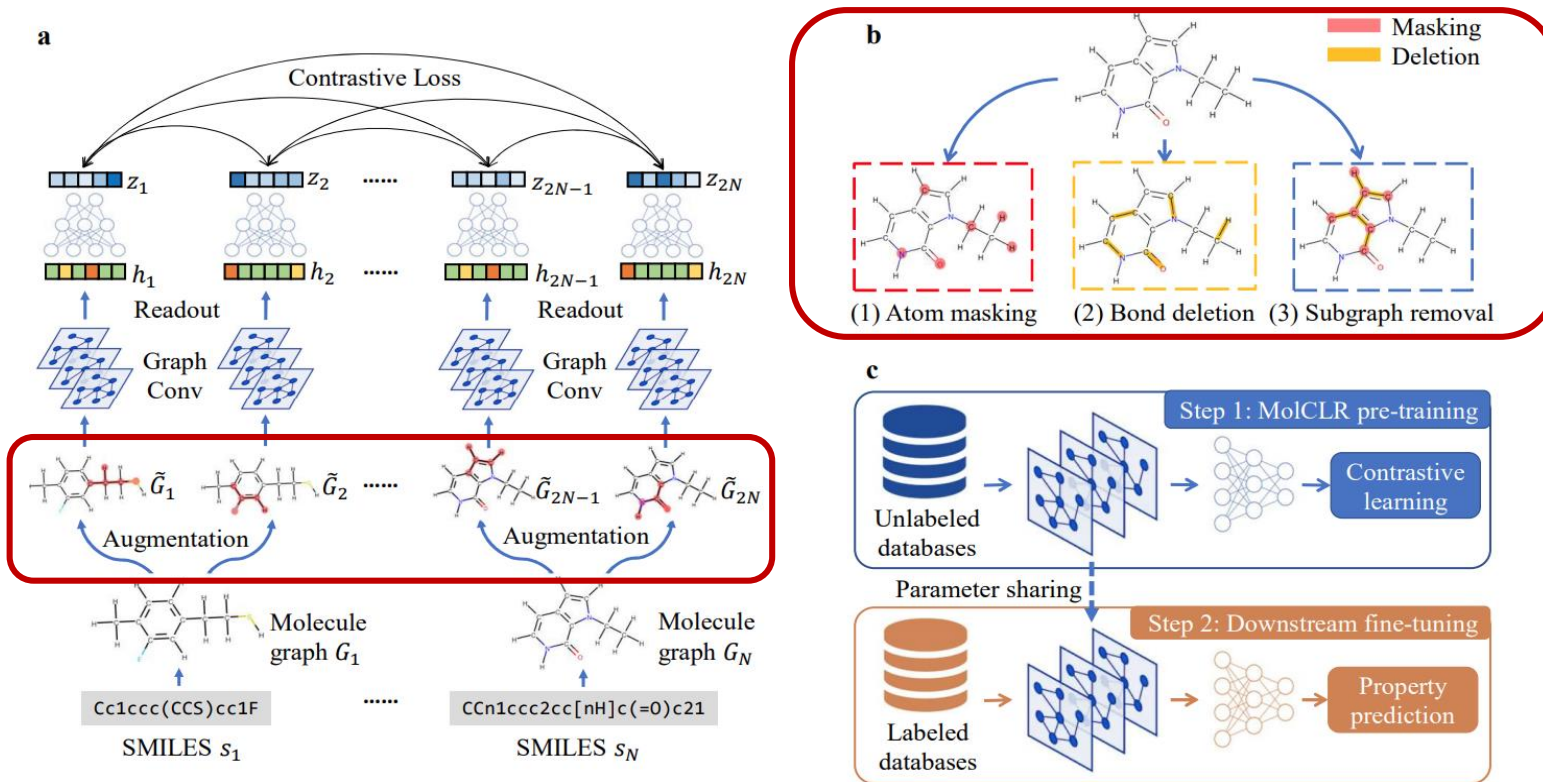 a
Contrastive Loss
z₁
z₂
······
z₂N₋₁
z₂N
h₁
h₂
······
h₂N₋₁
h₂N
Readout
Readout
Graph
Conv
Graph
Conv
G̃₁
G̃₂
······
G̃₂N₋₁
G̃₂N
Augmentation
Augmentation
Molecule
graph G₁
Molecule
graph G_N
Cc1ccc(CCS)cc1F
······
CCn1ccc2cc[nH]c(=O)c21
SMILES s₁
SMILES s_N
b
Masking
Deletion
(1) Atom masking
(2) Bond deletion
(3) Subgraph removal
c
Step 1: MolCLR pre-training
Unlabeled
databases
Contrastive
learning
Parameter sharing
Step 2: Downstream fine-tuning
Labeled
databases
Property
prediction